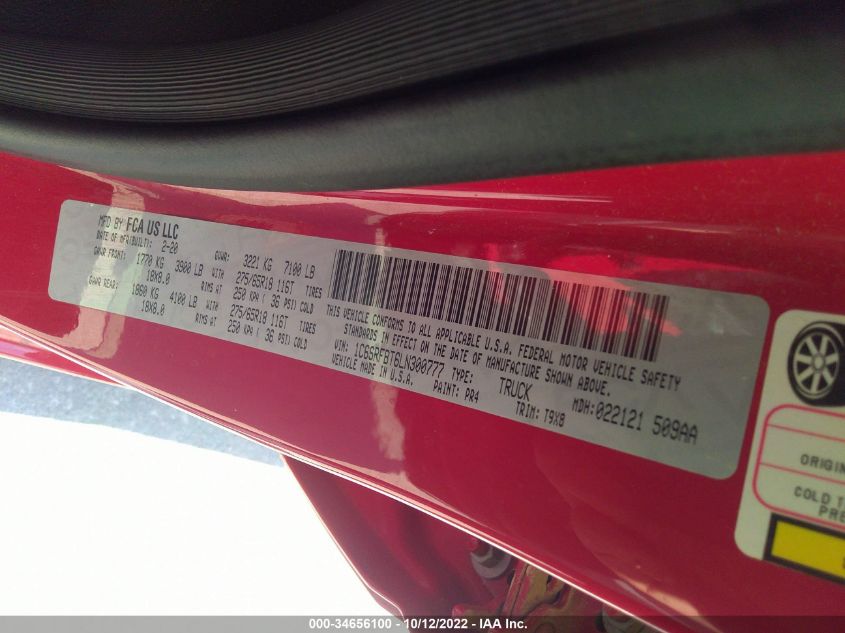 MFD BY FCA US LLC
DATE OF MFR(BUILT): 2-20 GVWR: 3221 KG 7100 LB
GAWR FRONT: 1770 KG 3900 LB WITH 275/65R18 116T TIRES
18X8.0 RIMS AT 250 KPA ( 36 PSI) COLD
GAWR REAR: 1860 KG 4100 LB WITH 275/65R18 116T TIRES
18X8.0 RIMS AT 250 KPA ( 36 PSI) COLD
THIS VEHICLE CONFORMS TO ALL APPLICABLE U.S.A. FEDERAL MOTOR VEHICLE SAFETY
STANDARDS IN EFFECT ON THE DATE OF MANUFACTURE SHOWN ABOVE.
VIN: 1C6SRFBT6LN300777 TYPE: TRUCK MDH: 022121 509AA
VEHICLE MADE IN U.S.A. PAINT: PR4 TRIM: T9X8
ORIGIN
COLD T
PRE
000-34656100 - 10/12/2022 - IAA Inc.